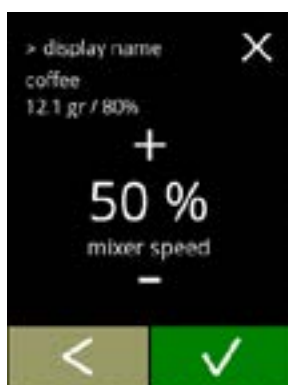 > display name
coffee
12.1 gr / 80%
+
50 %
mixer speed
-